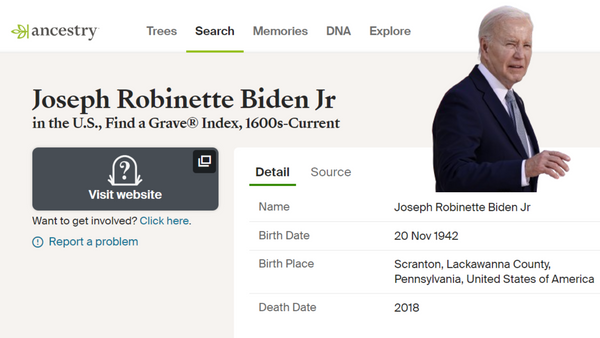 ancestry
Trees Search Memories DNA Explore
Joseph Robinette Biden Jr
in the U.S., Find a Grave® Index, 1600s-Current
?
Visit website
Want to get involved? Click here.
Report a problem
Detail Source
Name Joseph Robinette Biden Jr
Birth Date 20 Nov 1942
Birth Place Scranton, Lackawanna County,
Pennsylvania, United States of America
Death Date 2018